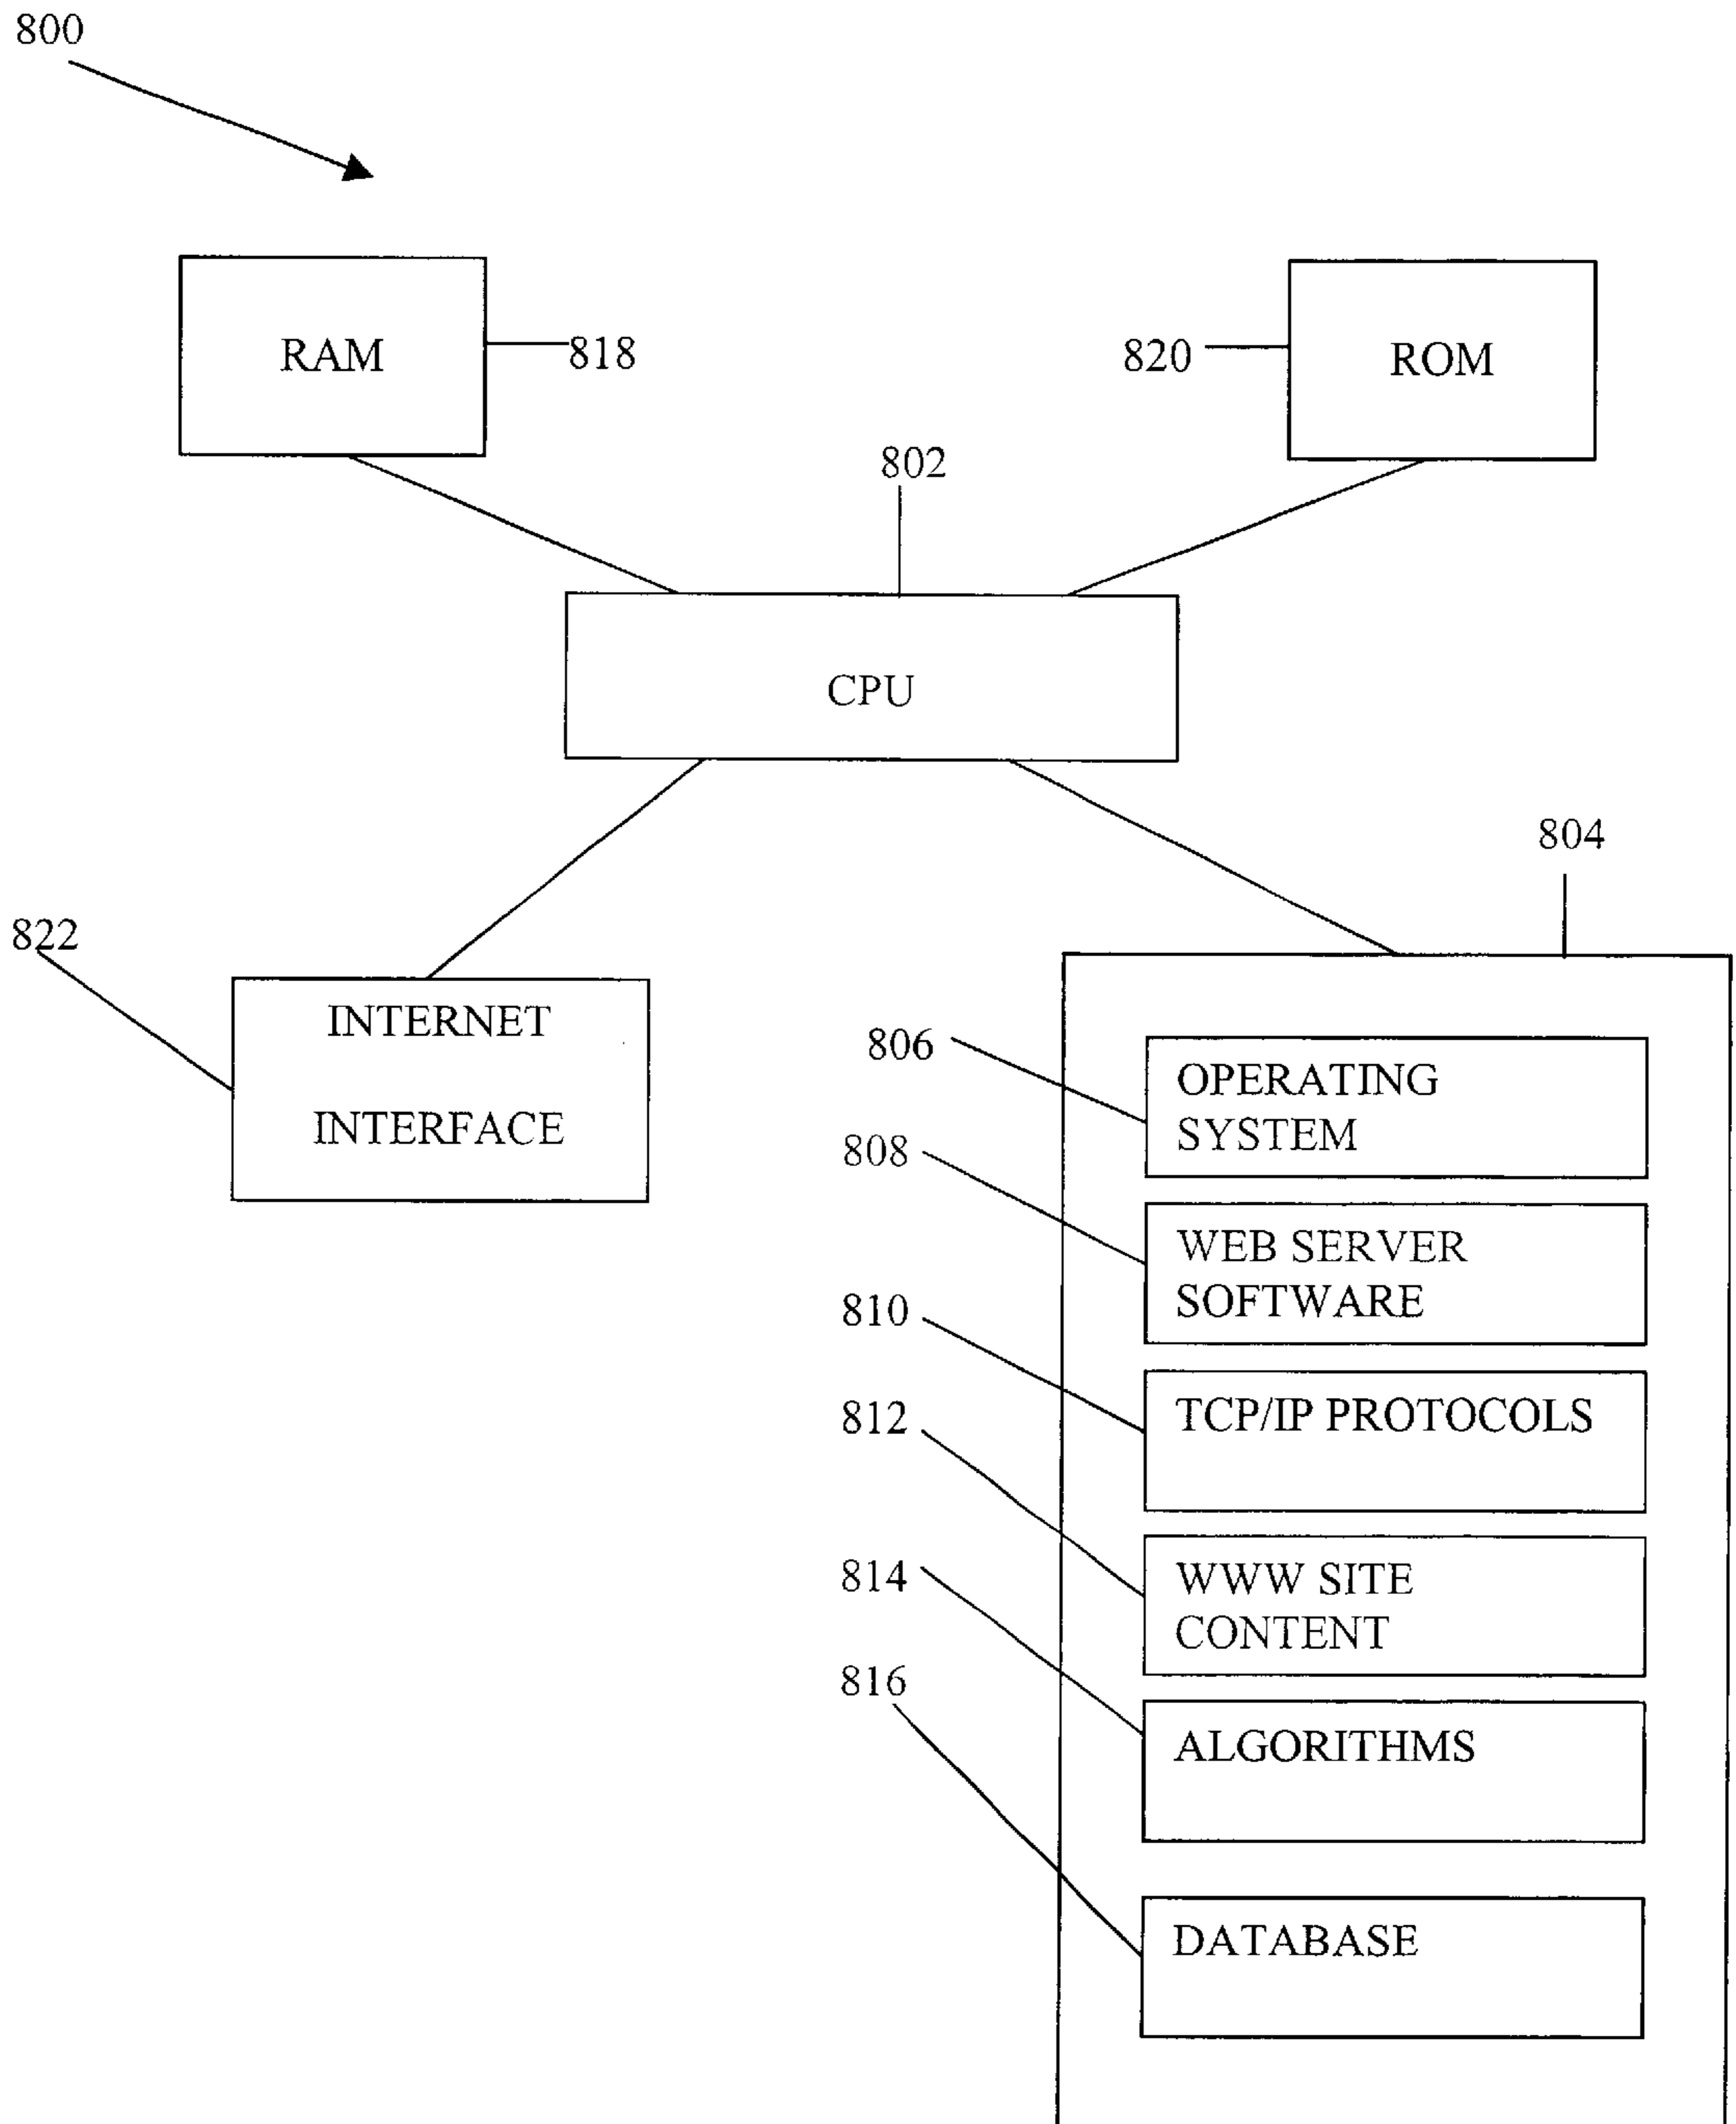 800
RAM
818
820
ROM
802
CPU
804
822
INTERNET
INTERFACE
806
OPERATING
SYSTEM
808
WEB SERVER
SOFTWARE
810
TCP/IP PROTOCOLS
812
WWW SITE
CONTENT
814
ALGORITHMS
816
DATABASE